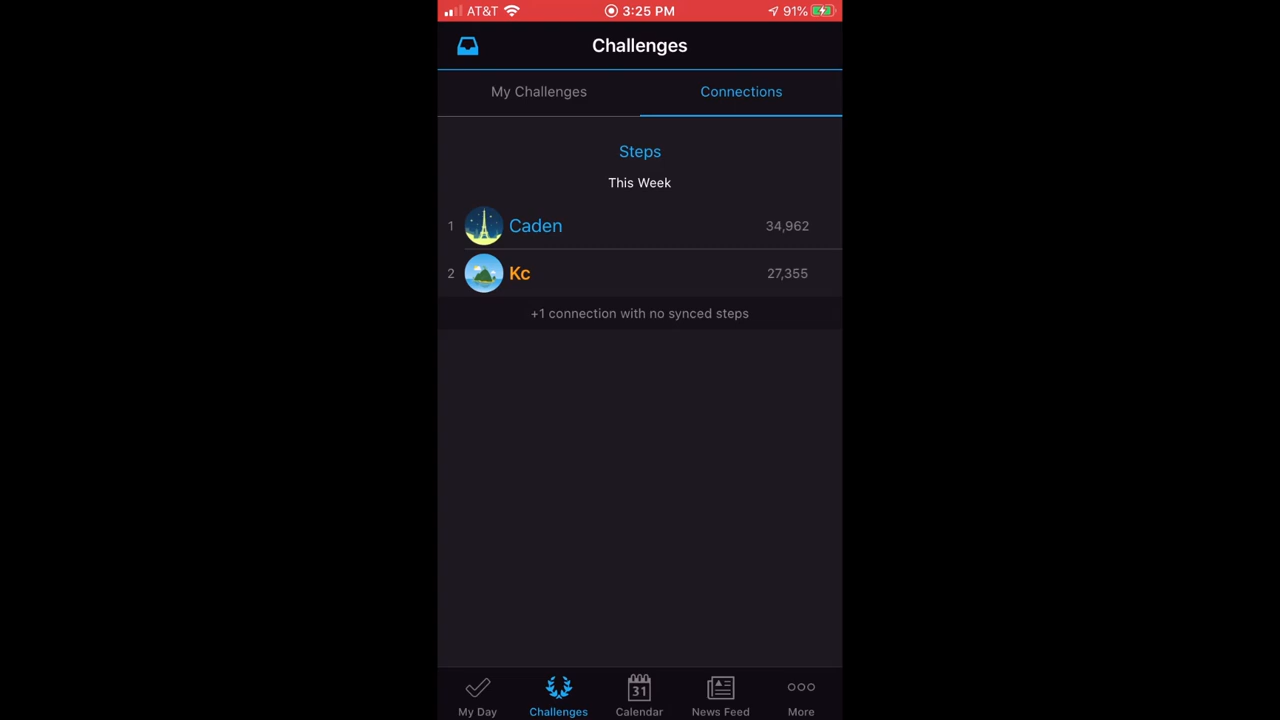 AT&T 3:25 PM 91%
Challenges
My Challenges Connections
Steps
This Week
1 Caden 34,962
2 Kc 27,355
+1 connection with no synced steps
31
My Day Challenges Calendar News Feed More